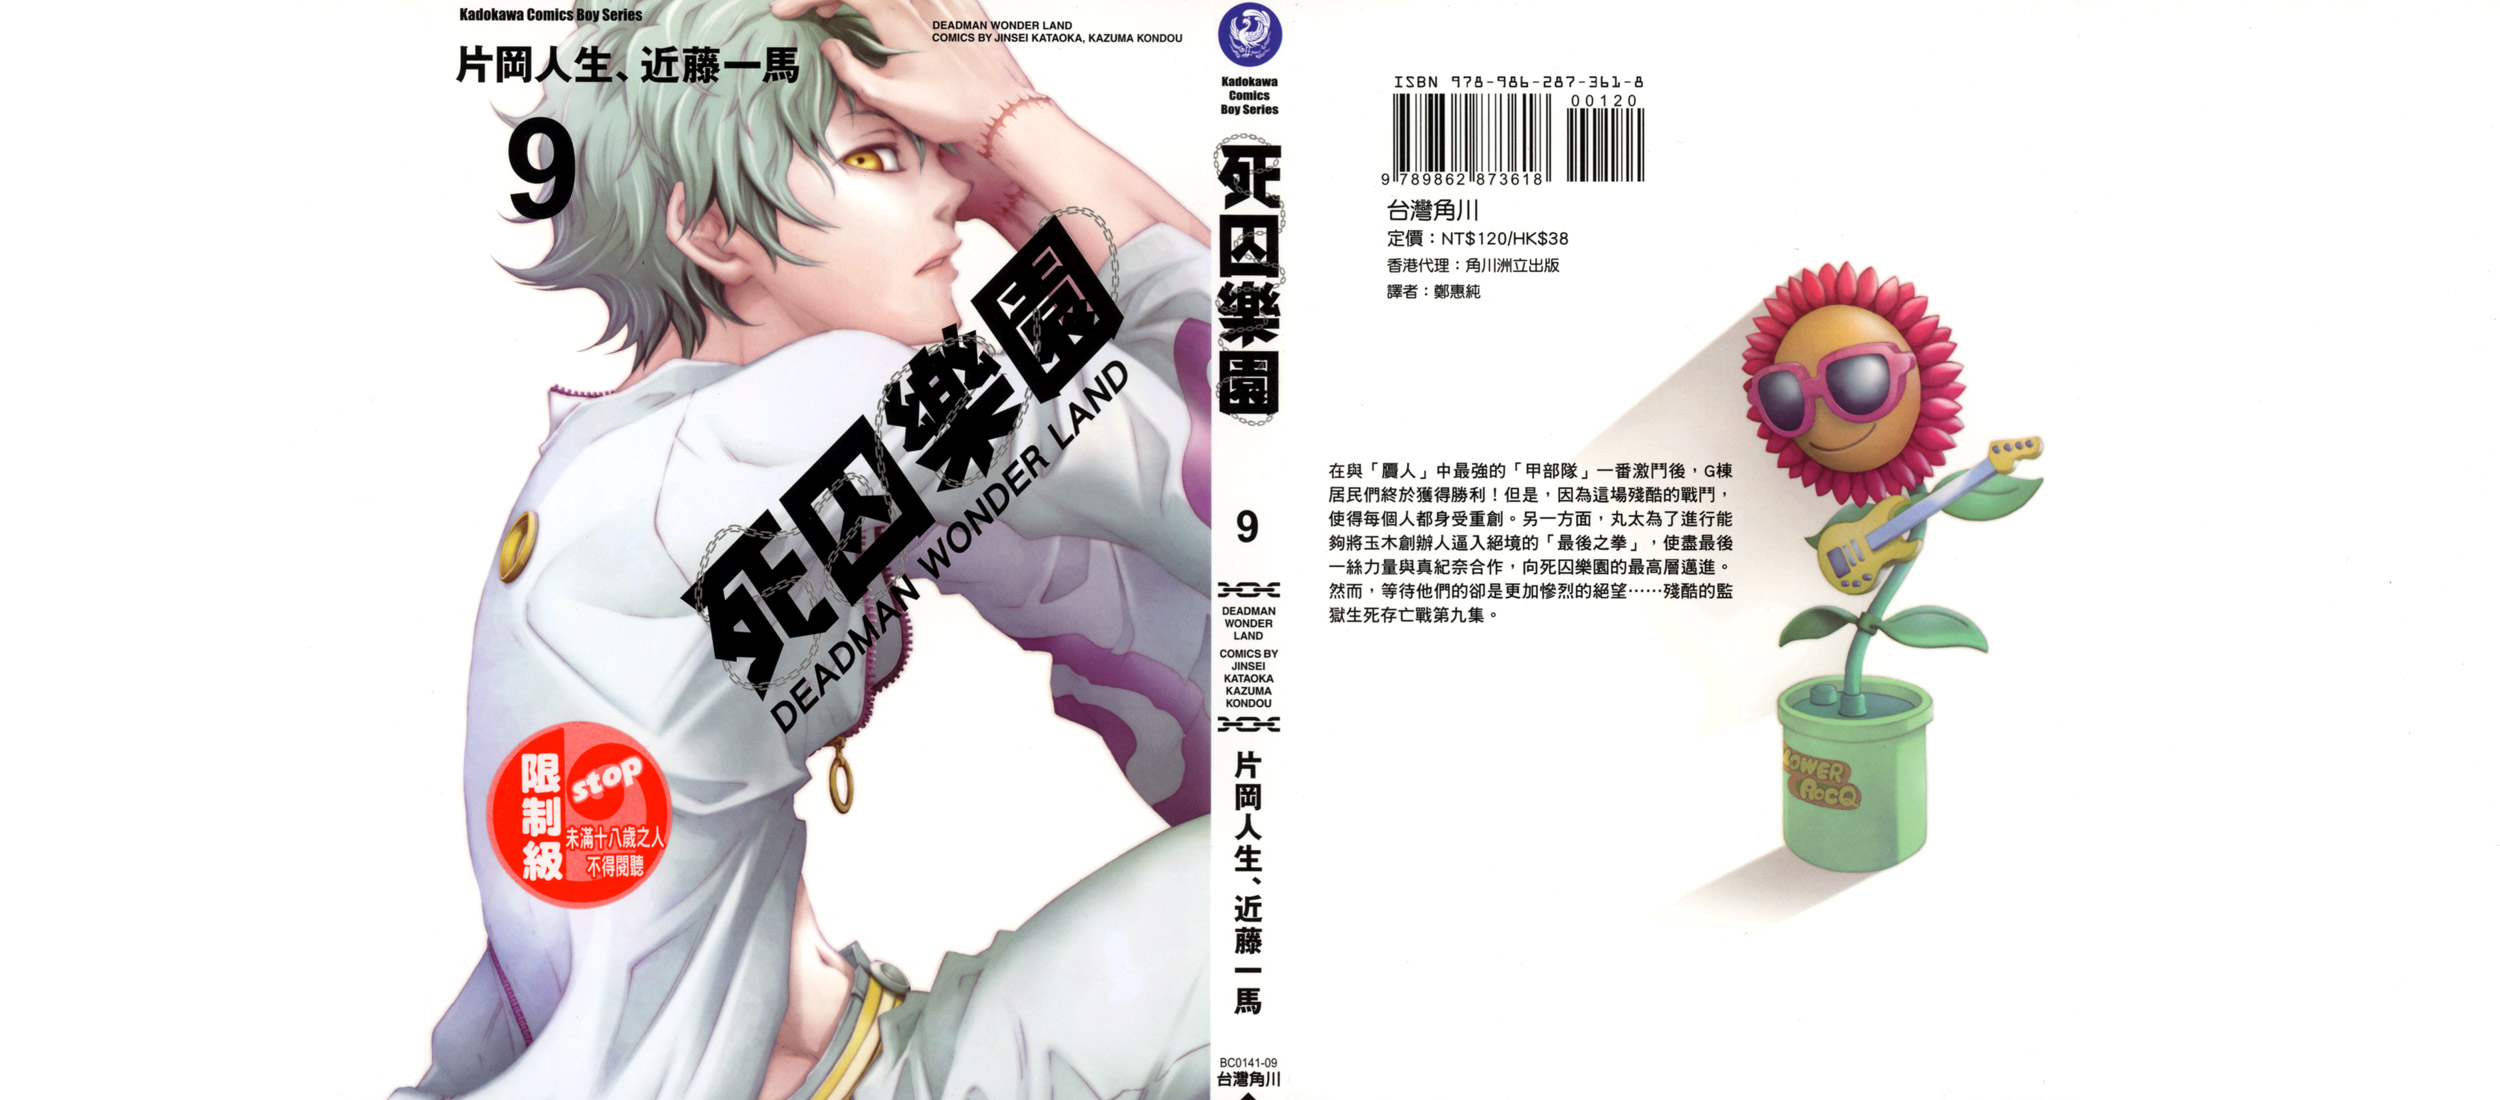 Kadokawa Comics Boy Series
片岡人生、近藤一馬
9
DEADMAN WONDER LAND
COMICS BY JINSEI KATAOKA, KAZUMA KONDOU
死囚樂園
DEADMAN WONDER LAND
限制級
stop
未滿十八歲之人
不得閱聽
Kadokawa
Comics
Boy Series
死囚樂園
9
DEADMAN
WONDER
LAND
COMICS BY
JINSEI
KATAOKA
KAZUMA
KONDOU
片岡人生、近藤一馬
BC0141-09
台灣角川
ISBN 978-986-287-361-8
00120
9 789862 873618
台灣角川
定價：NT$120/HK$38
香港代理：角川洲立出版
譯者：鄭惠純
在與「贗人」中最強的「甲部隊」一番激鬥後，G棟
居民們終於獲得勝利！但是，因為這場殘酷的戰鬥，
使得每個人都身受重創。另一方面，丸太為了進行能
夠將玉木創辦人逼入絕境的「最後之拳」，使盡最後
一絲力量與真紀奈合作，向死囚樂園的最高層邁進。
然而，等待他們的卻是更加慘烈的絕望……殘酷的監
獄生死存亡戰第九集。
LOWER
ROCQ